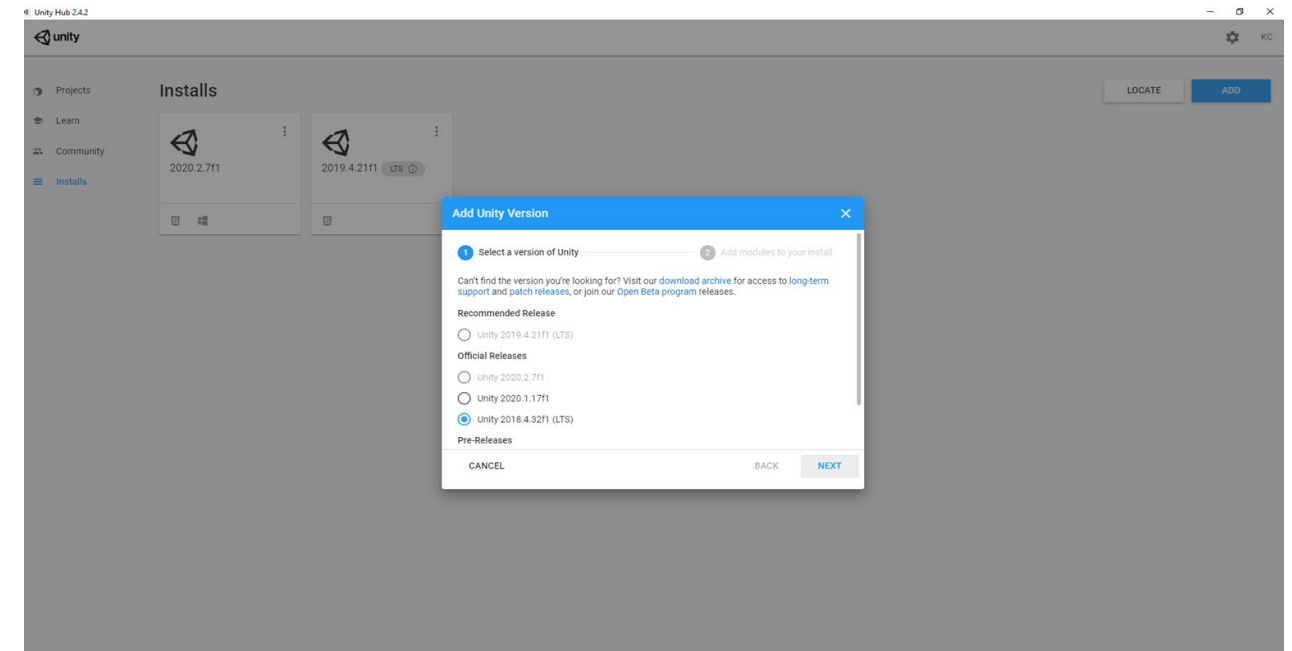 Unity Hub 2.4.2
unity
KC
Projects
Learn
Community
Installs
Installs
LOCATE
ADD
2020.2.7f1
2019.4.21f1 LTS
Add Unity Version
1 Select a version of Unity
2 Add modules to your install
Can't find the version you're looking for? Visit our download archive for access to long-term
support and patch releases, or join our Open Beta program releases.
Recommended Release
Unity 2019.4.21f1 (LTS)
Official Releases
Unity 2020.2.7f1
Unity 2020.1.17f1
Unity 2018.4.32f1 (LTS)
Pre-Releases
CANCEL
BACK
NEXT